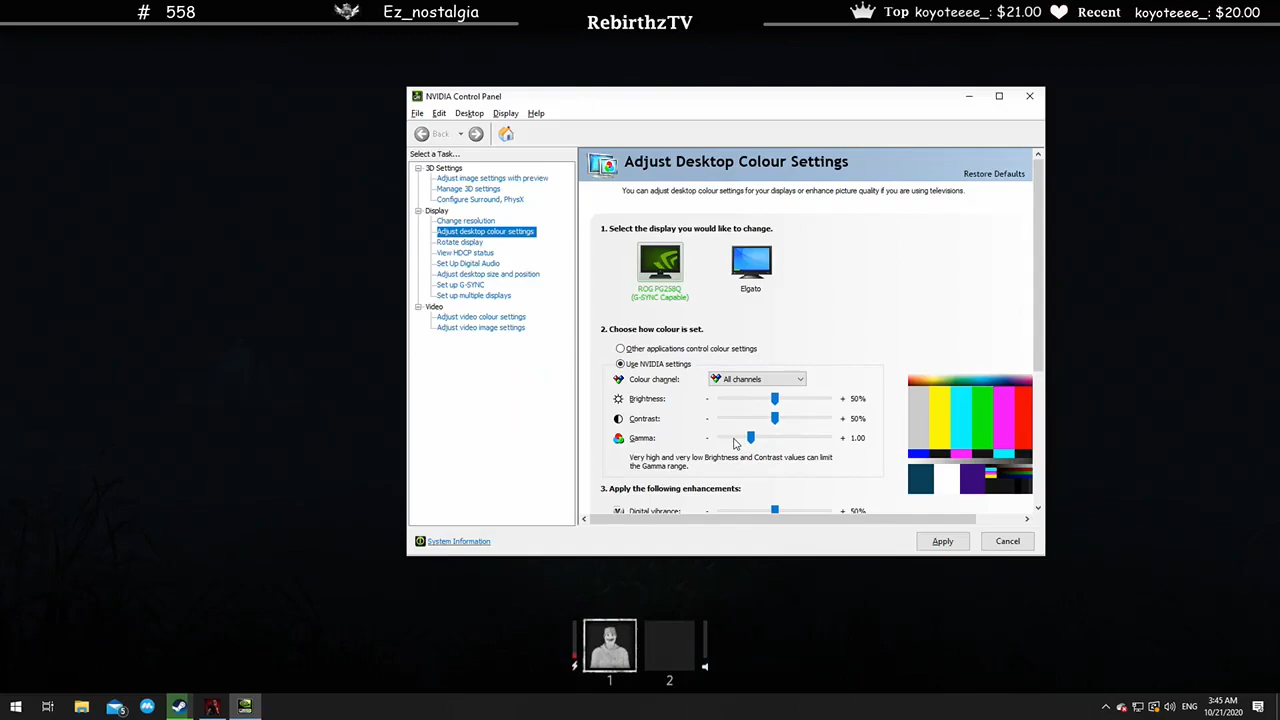 # 558
Ez_nostalgia
RebirthzTV
Top koyoteeee_: $21.00
Recent koyoteeee_: $20.00
NVIDIA Control Panel
File Edit Desktop Display Help
Back
Select a Task...
3D Settings
Adjust image settings with preview
Manage 3D settings
Configure Surround, PhysX
Display
Change resolution
Adjust desktop colour settings
Rotate display
View HDCP status
Set Up Digital Audio
Adjust desktop size and position
Set up G-SYNC
Set up multiple displays
Video
Adjust video colour settings
Adjust video image settings
System Information
Adjust Desktop Colour Settings
Restore Defaults
You can adjust desktop colour settings for your displays or enhance picture quality if you are using televisions.
1. Select the display you would like to change.
ROG PG258Q
(G-SYNC Capable)
Elgato
2. Choose how colour is set.
Other applications control colour settings
Use NVIDIA settings
Colour channel: All channels
Brightness: - + 50%
Contrast: - + 50%
Gamma: - + 1.00
Very high and very low Brightness and Contrast values can limit
the Gamma range.
3. Apply the following enhancements:
Digital vibrance: - + 50%
Apply Cancel
1 2
5
ENG
3:45 AM
10/21/2020